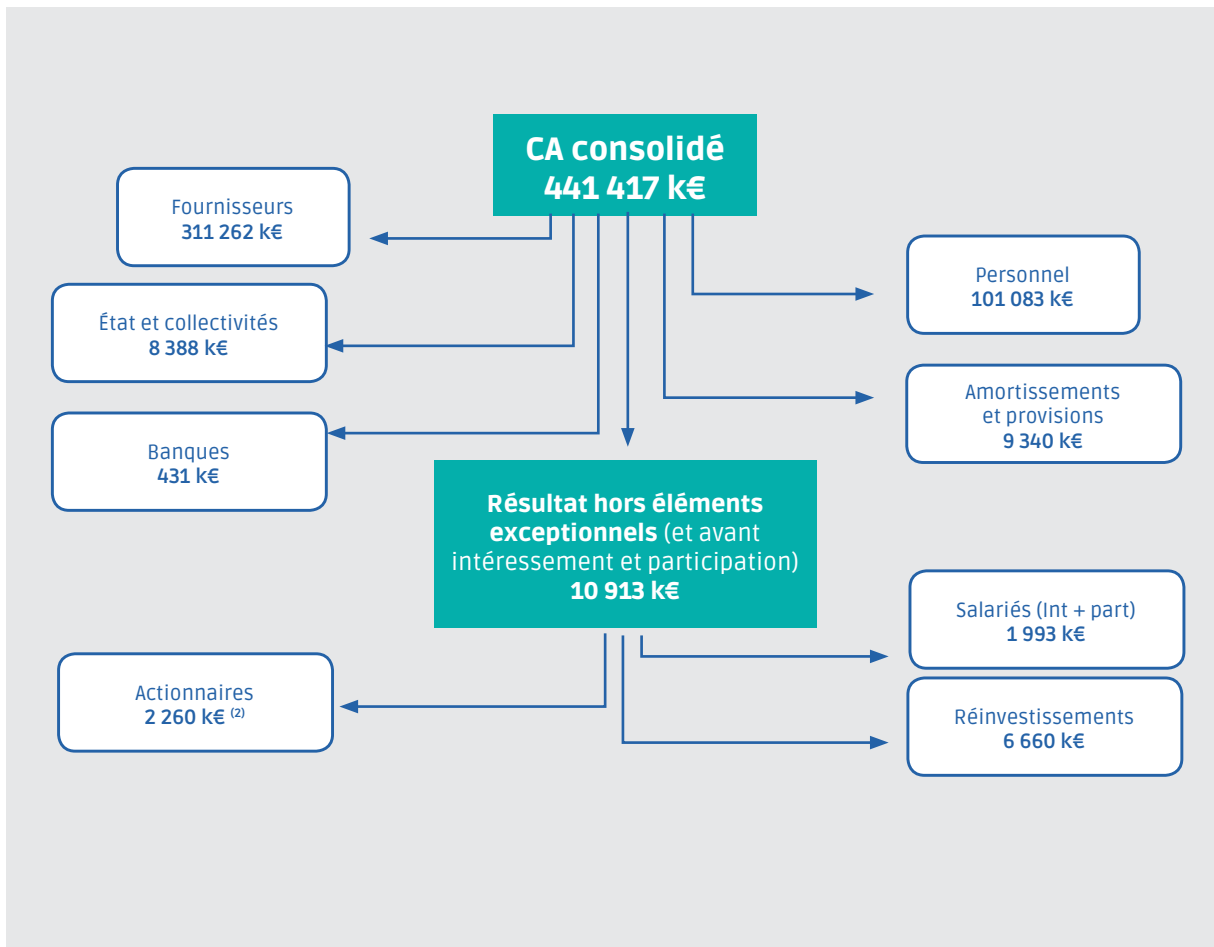 CA consolidé
441 417 k€
Fournisseurs
311 262 k€
Personnel
101 083 k€
État et collectivités
8 388 k€
Amortissements
et provisions
9 340 k€
Banques
431 k€
Résultat hors éléments
exceptionnels (et avant
intéressement et participation)
10 913 k€
Salariés (Int + part)
1 993 k€
Actionnaires
2 260 k€ (2)
Réinvestissements
6 660 k€